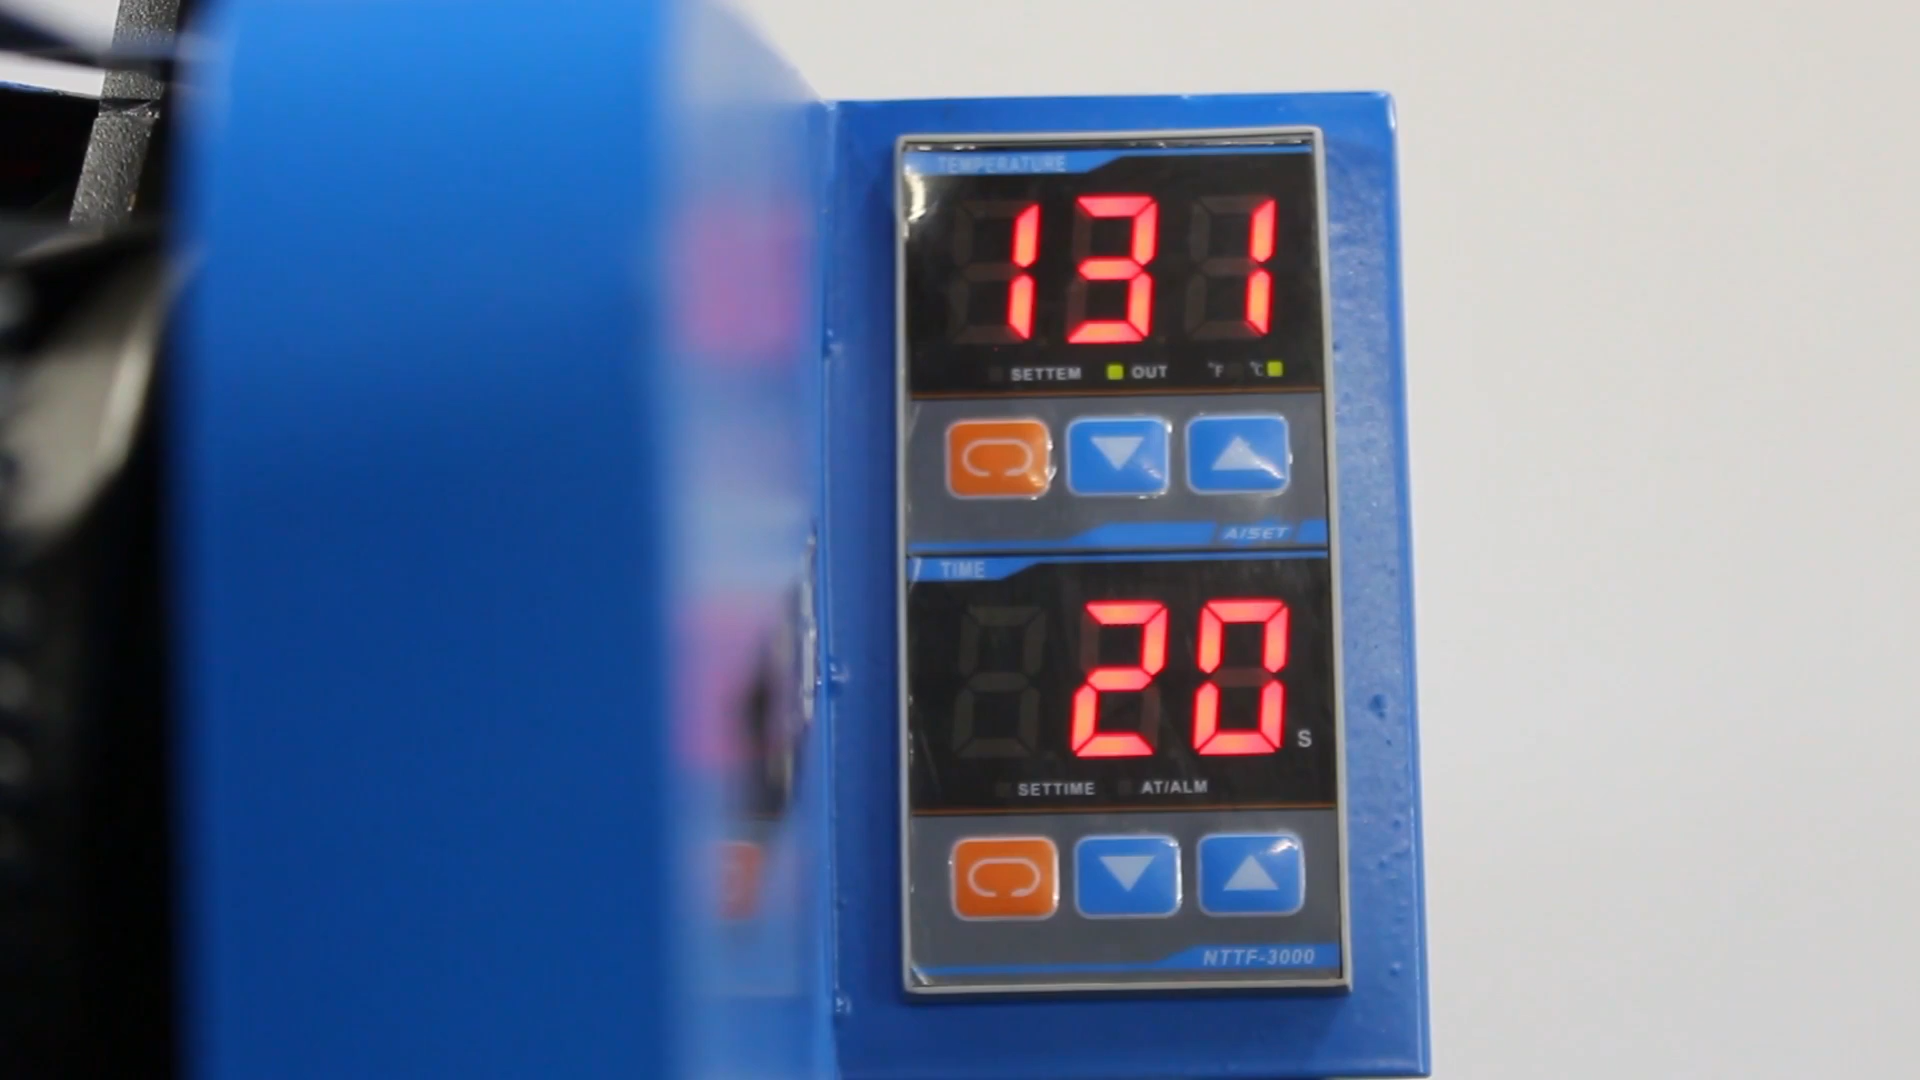 TEMPERATURE
131
SETTEM OUT °F °C
A/SET
TIME
20 S
SETTIME AT/ALM
NTTF-3000